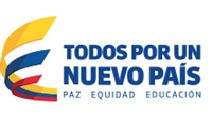 TODOS POR UN
NUEVO PAÍS
PAZ EQUIDAD EDUCACIÓN